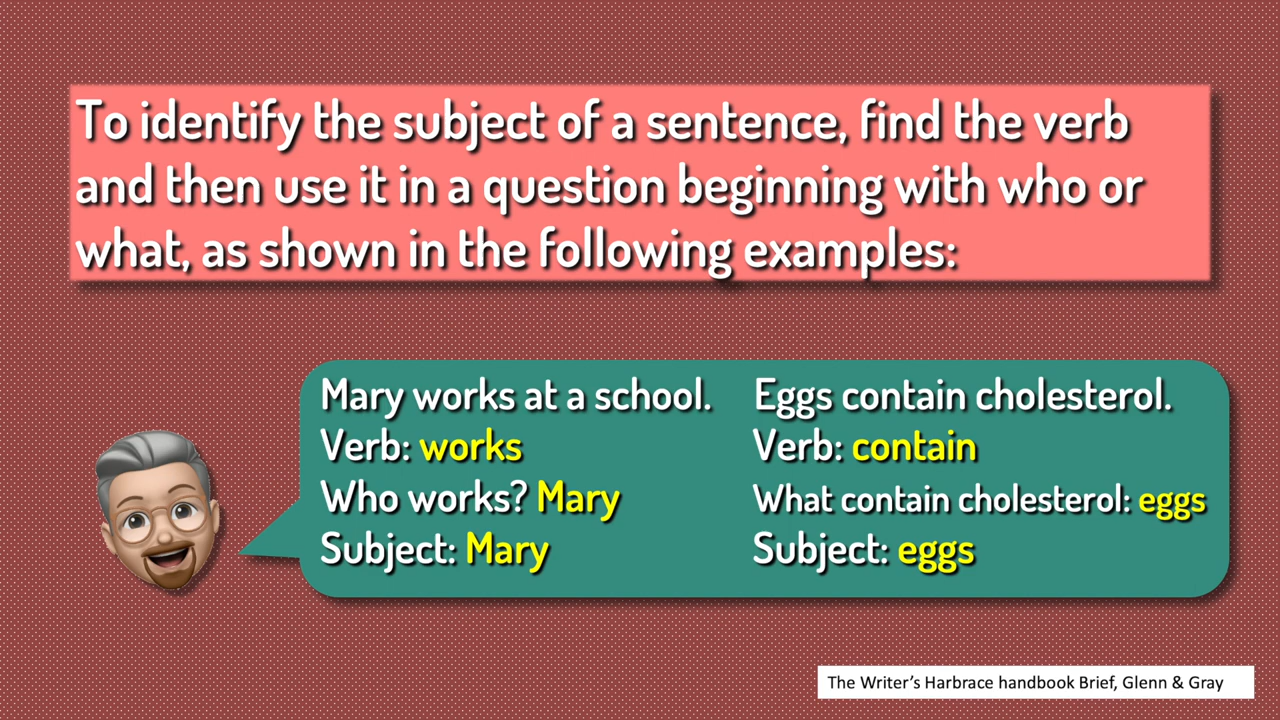 To identify the subject of a sentence, find the verb
and then use it in a question beginning with who or
what, as shown in the following examples:
Mary works at a school.
Verb: works
Who works? Mary
Subject: Mary
Eggs contain cholesterol.
Verb: contain
What contain cholesterol: eggs
Subject: eggs
The Writer's Harbrace handbook Brief, Glenn & Gray